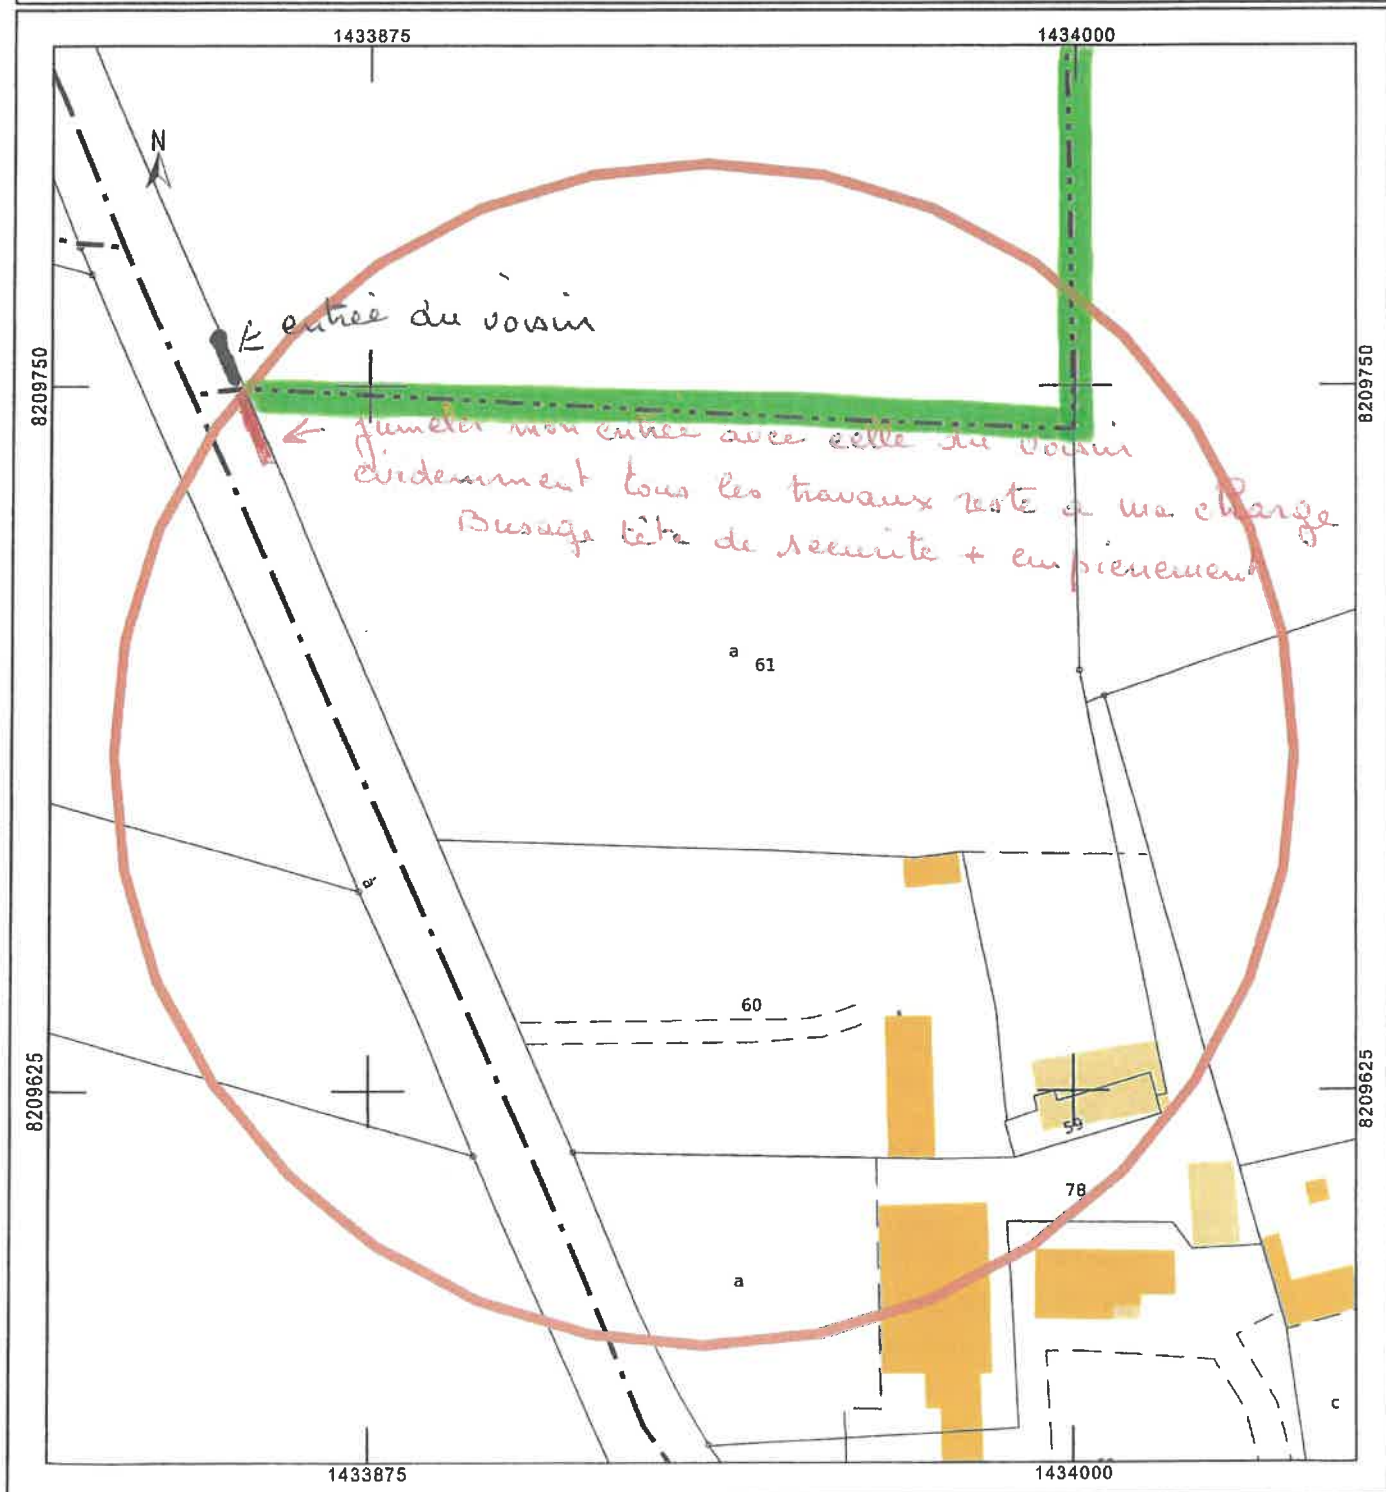 1433875 1434000
N
8209750 8209750
entrée du voisin
jumeler mon entrée avec celle du voisin
évidemment tous les travaux reste a ma charge
Busage tête de sécurité + empierrement
a 61
a
60
8209625 8209625
59
78
a
c
1433875 1434000